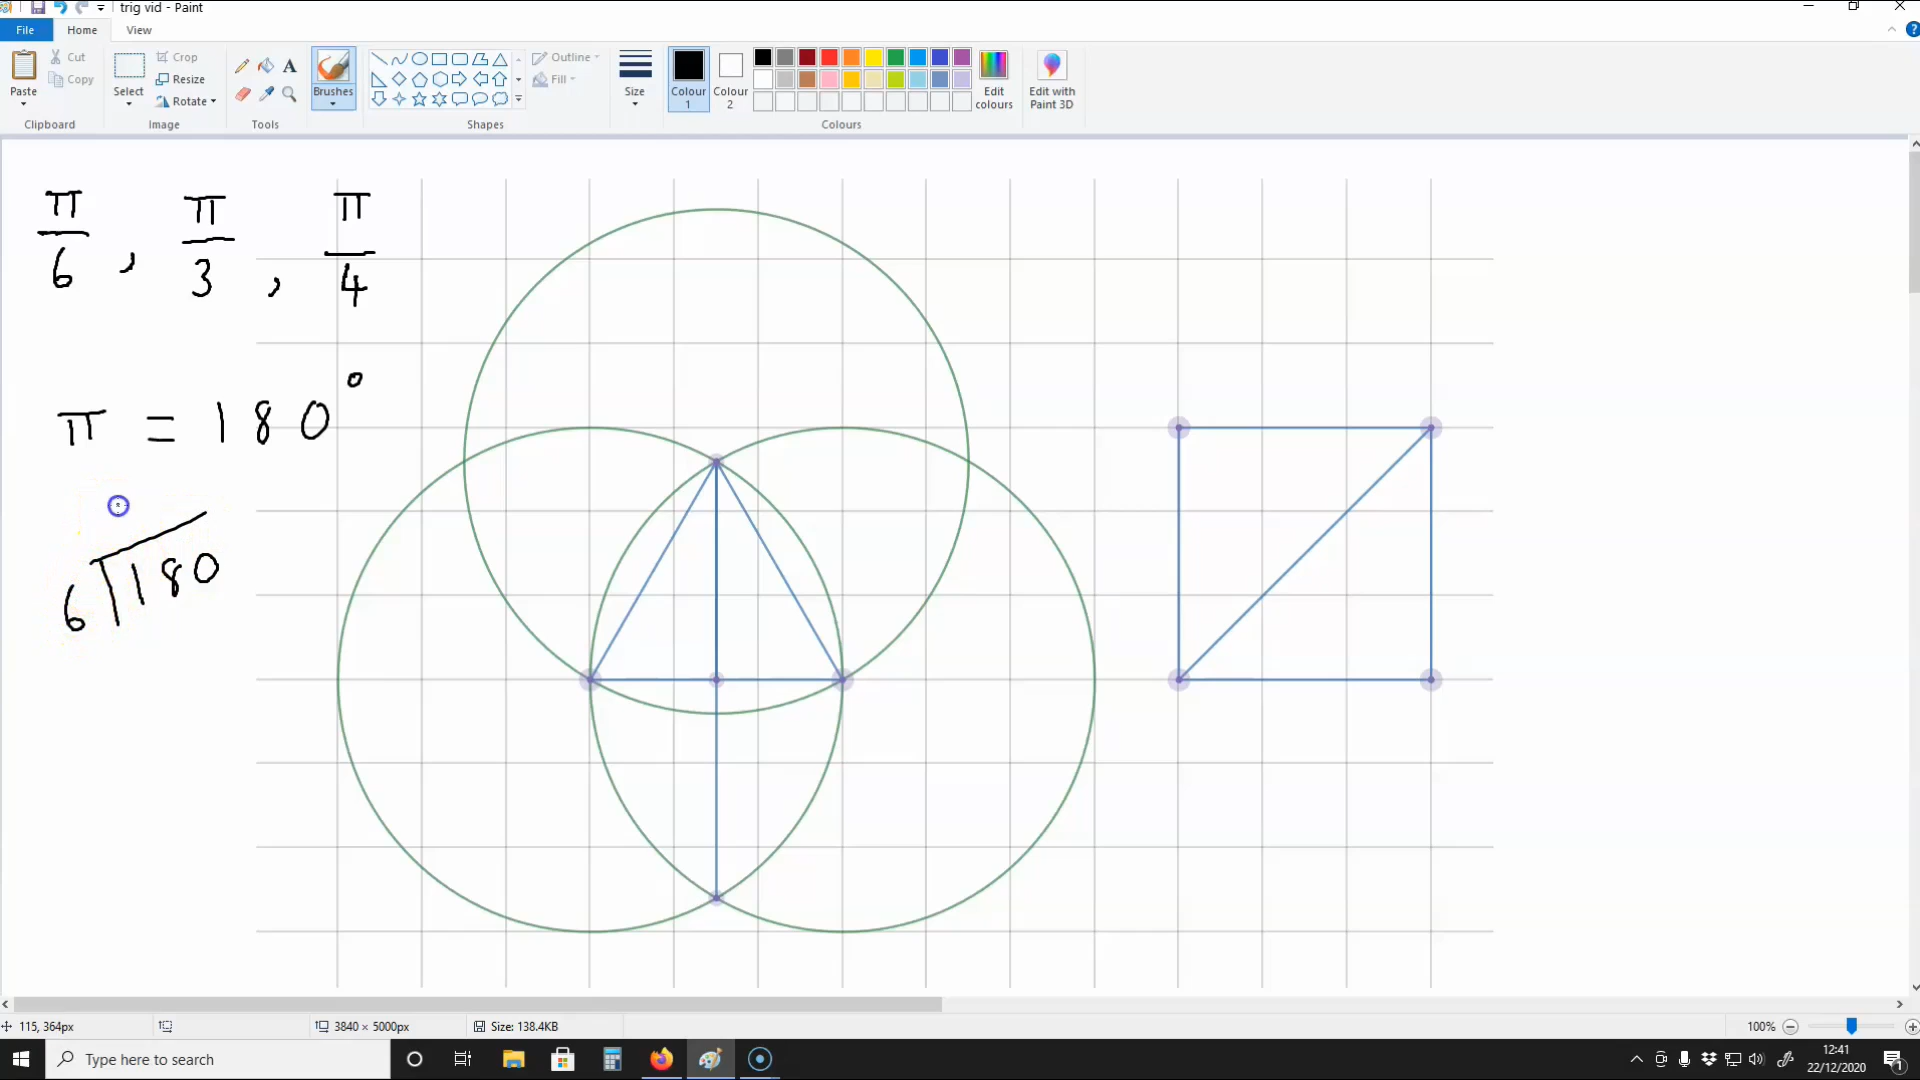 trig vid - Paint
File Home View
Paste
Cut
Copy
Clipboard
Select
Crop
Resize
Rotate
Image
Tools
Brushes
Shapes
Outline
Fill
Size
Colour 1
Colour 2
Edit colours
Colours
Edit with Paint 3D
π/6 , π/3 , π/4
π = 180°
6 180
115, 364px
3840 × 5000px
Size: 138.4KB
100%
Type here to search
12:41
22/12/2020